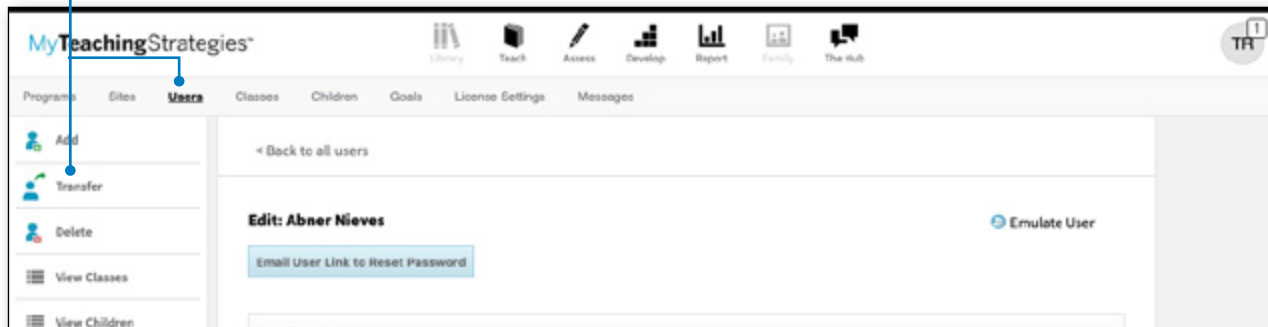 MyTeachingStrategies™
Library Teach Assess Develop Report Family The Hub
1
TR
Programs Sites Users Classes Children Goals License Settings Messages
Add
Transfer
Delete
View Classes
View Children
< Back to all users
Edit: Abner Nieves
Emulate User
Email User Link to Reset Password